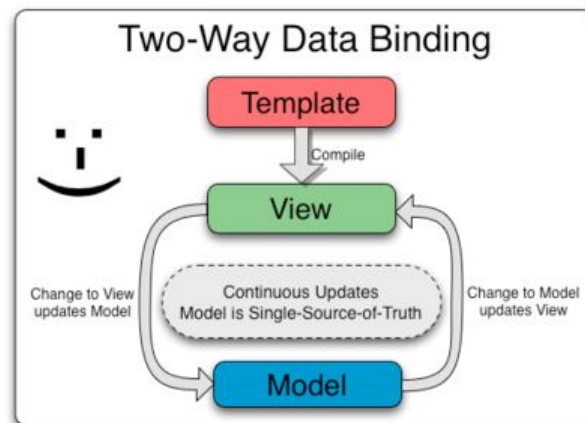 Two-Way Data Binding
Template
Compile
View
Change to View
updates Model
Continuous Updates
Model is Single-Source-of-Truth
Change to Model
updates View
Model